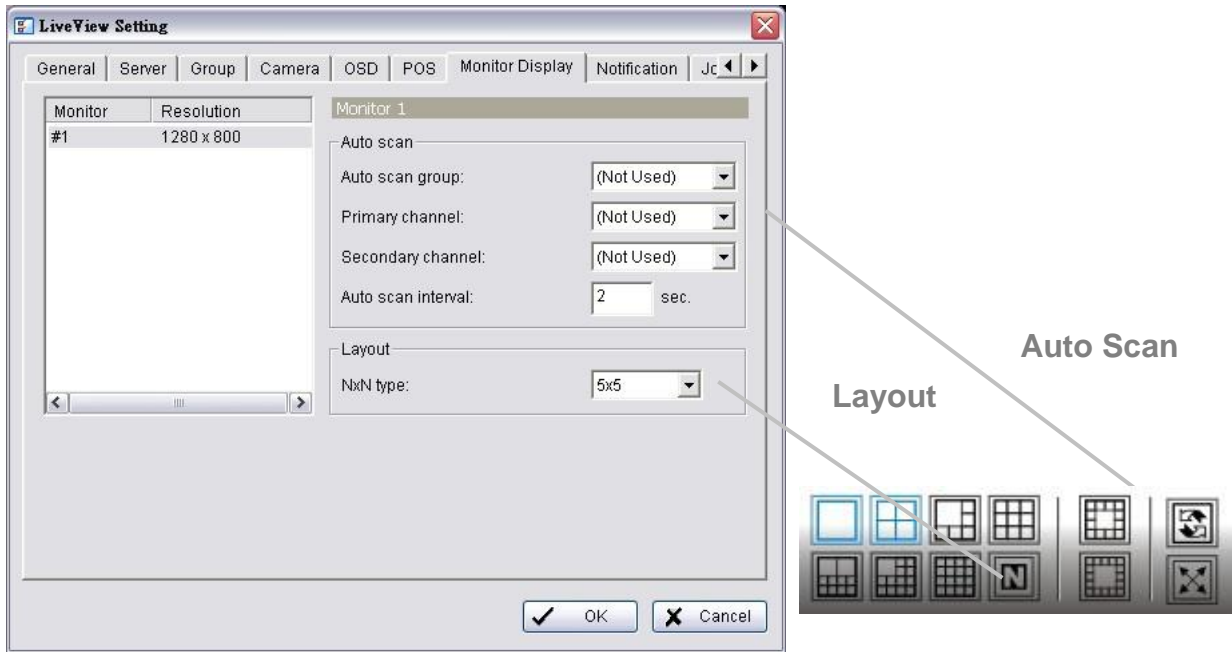 LiveView Setting
General Server Group Camera OSD POS Monitor Display Notification
Monitor Resolution
#1 1280 x 800
Monitor 1
Auto scan
Auto scan group: (Not Used)
Primary channel: (Not Used)
Secondary channel: (Not Used)
Auto scan interval: 2 sec.
Layout
NxN type: 5x5
OK Cancel
Auto Scan
Layout
N